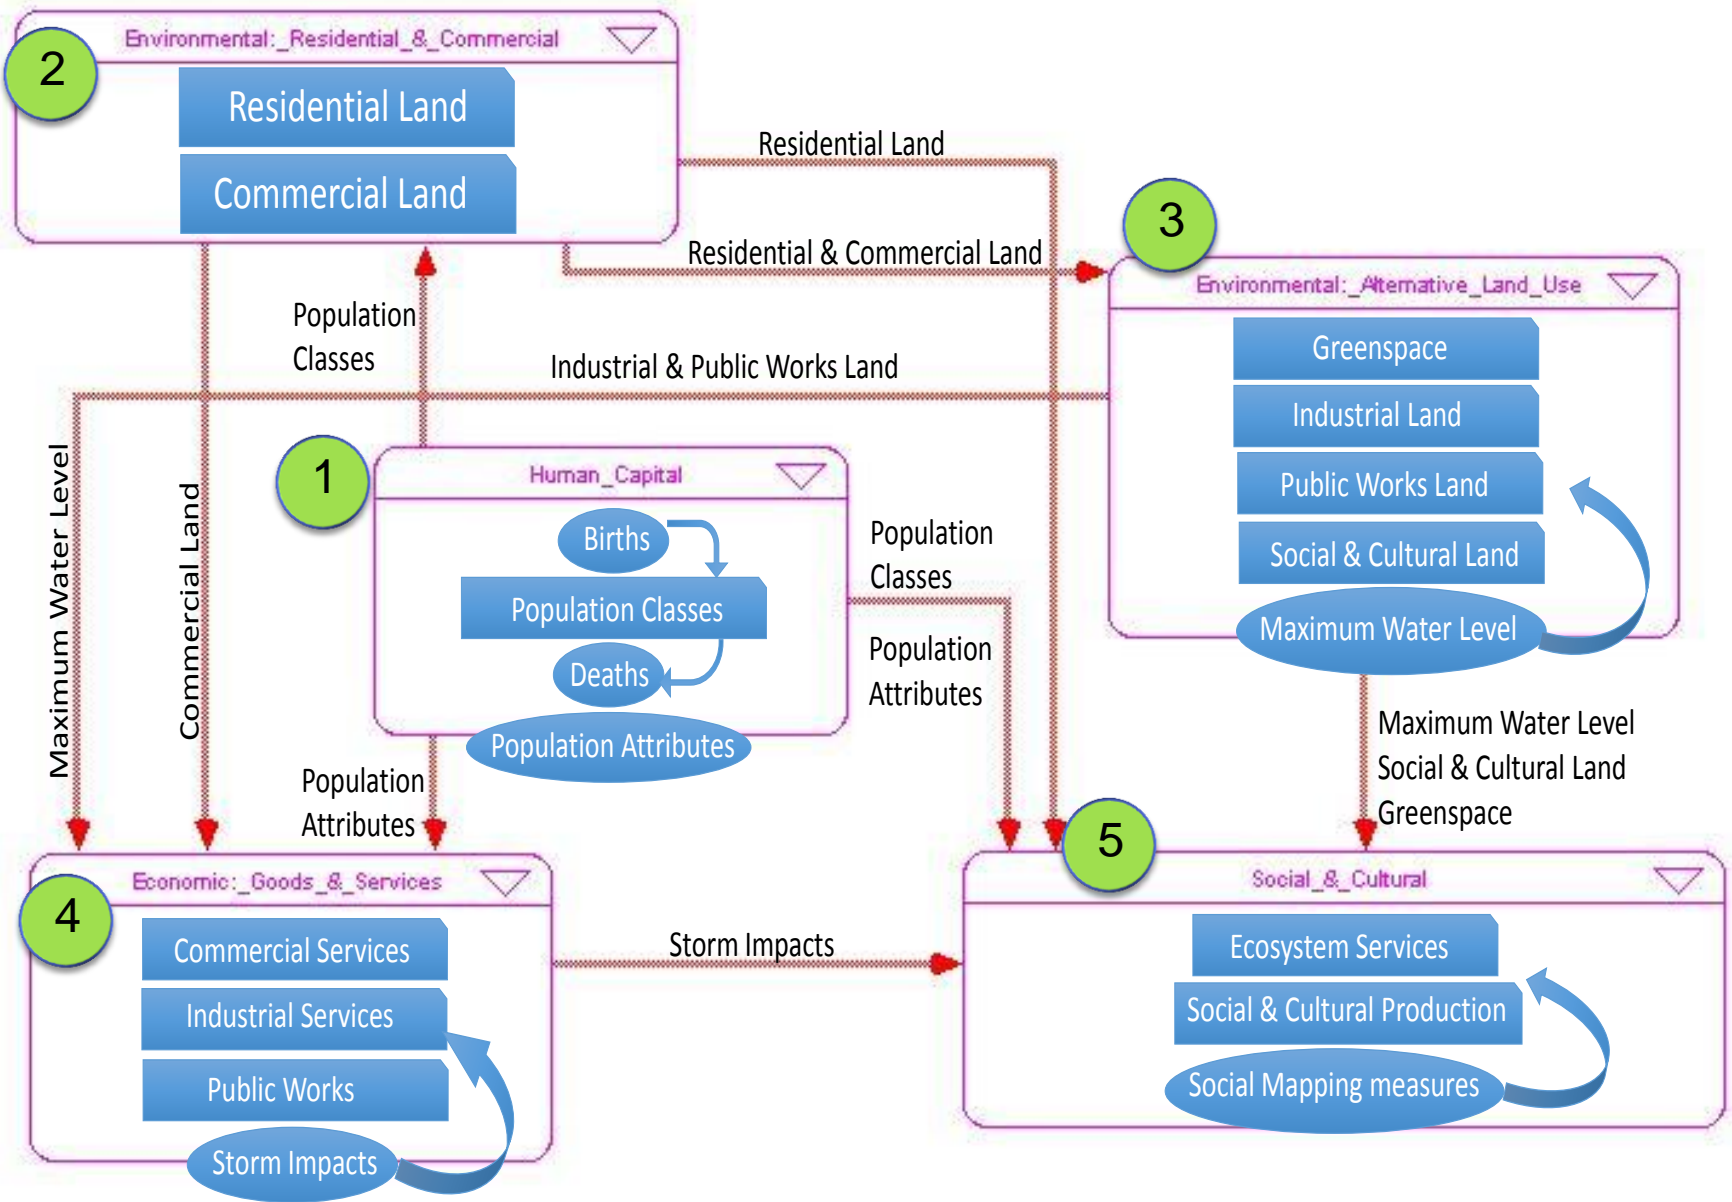 Environmental:_Residential_&_Commercial
2
Residential Land
Commercial Land
Residential Land
3
Residential & Commercial Land
Environmental:_Alternative_Land_Use
Greenspace
Industrial Land
Public Works Land
Social & Cultural Land
Maximum Water Level
Population
Classes
Industrial & Public Works Land
Maximum Water Level
Commercial Land
1
Human_Capital
Births
Population Classes
Deaths
Population Attributes
Population
Classes
Population
Attributes
Population
Attributes
Maximum Water Level
Social & Cultural Land
Greenspace
4
Economic:_Goods_&_Services
Commercial Services
Industrial Services
Public Works
Storm Impacts
Storm Impacts
5
Social_&_Cultural
Ecosystem Services
Social & Cultural Production
Social Mapping measures